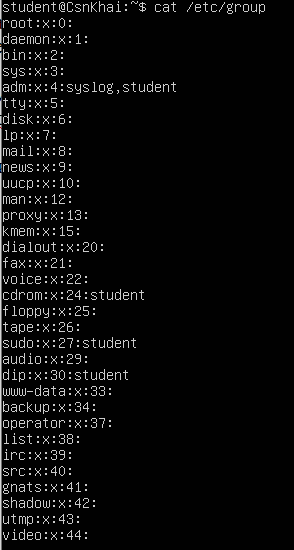 student@CsnKhai:~$ cat /etc/group
root:x:0:
daemon:x:1:
bin:x:2:
sys:x:3:
adm:x:4:syslog,student
tty:x:5:
disk:x:6:
lp:x:7:
mail:x:8:
news:x:9:
uucp:x:10:
man:x:12:
proxy:x:13:
kmem:x:15:
dialout:x:20:
fax:x:21:
voice:x:22:
cdrom:x:24:student
floppy:x:25:
tape:x:26:
sudo:x:27:student
audio:x:29:
dip:x:30:student
www-data:x:33:
backup:x:34:
operator:x:37:
list:x:38:
irc:x:39:
src:x:40:
gnats:x:41:
shadow:x:42:
utmp:x:43:
video:x:44: